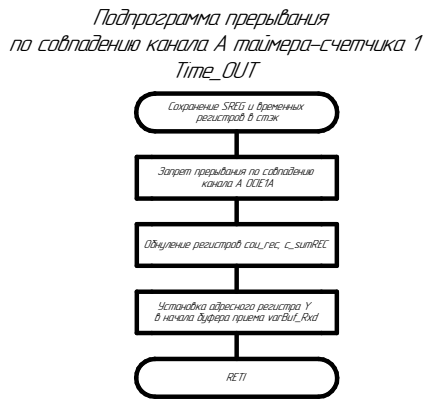 Подпрограмма прерывания
по совпадению канала А таймера-счетчика 1
Time_OUT
Сохранение SREG и временных
регистров в стэк
Запрет прерывания по совпадению
канала А OCIE1A
Обнуление регистров cou_rec, c_sumREC
Установка адресного регистра Y
в начала буфера приема varBuf_Rxd
RETI